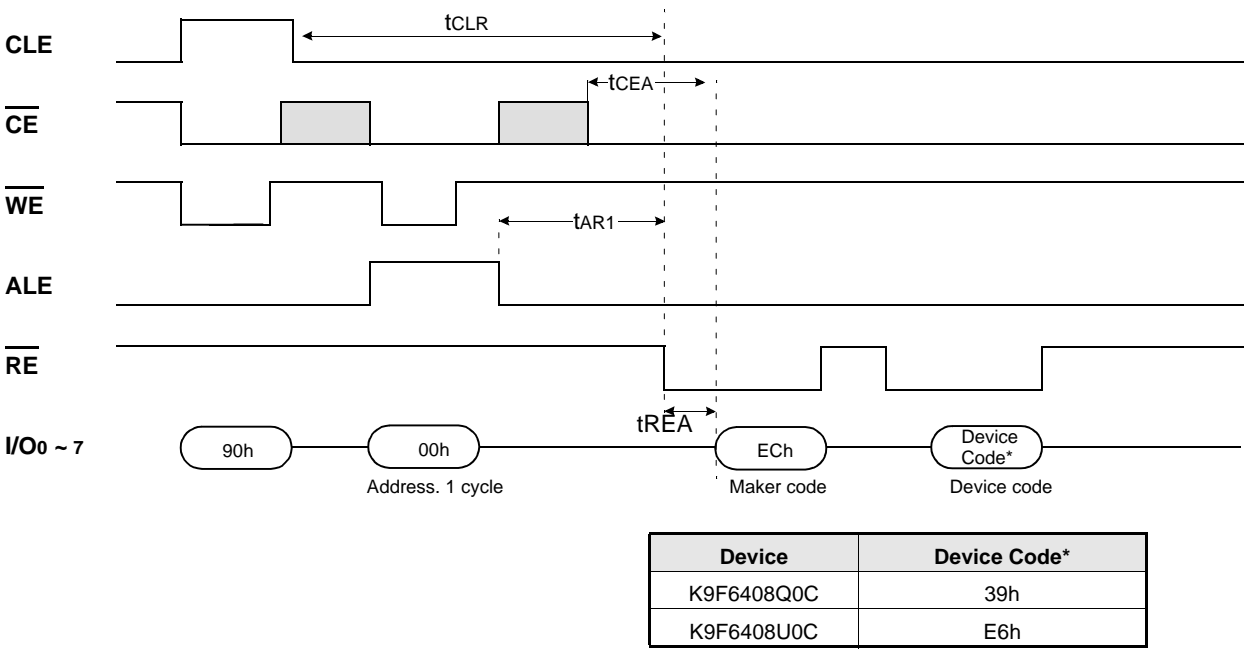 tCLR
CLE
tCEA
CE
WE
tAR1
ALE
RE
tREA
I/O0 ~ 7
90h
00h
ECh
Device
Code*
Address. 1 cycle
Maker code
Device code
Device
Device Code*
K9F6408Q0C
39h
K9F6408U0C
E6h